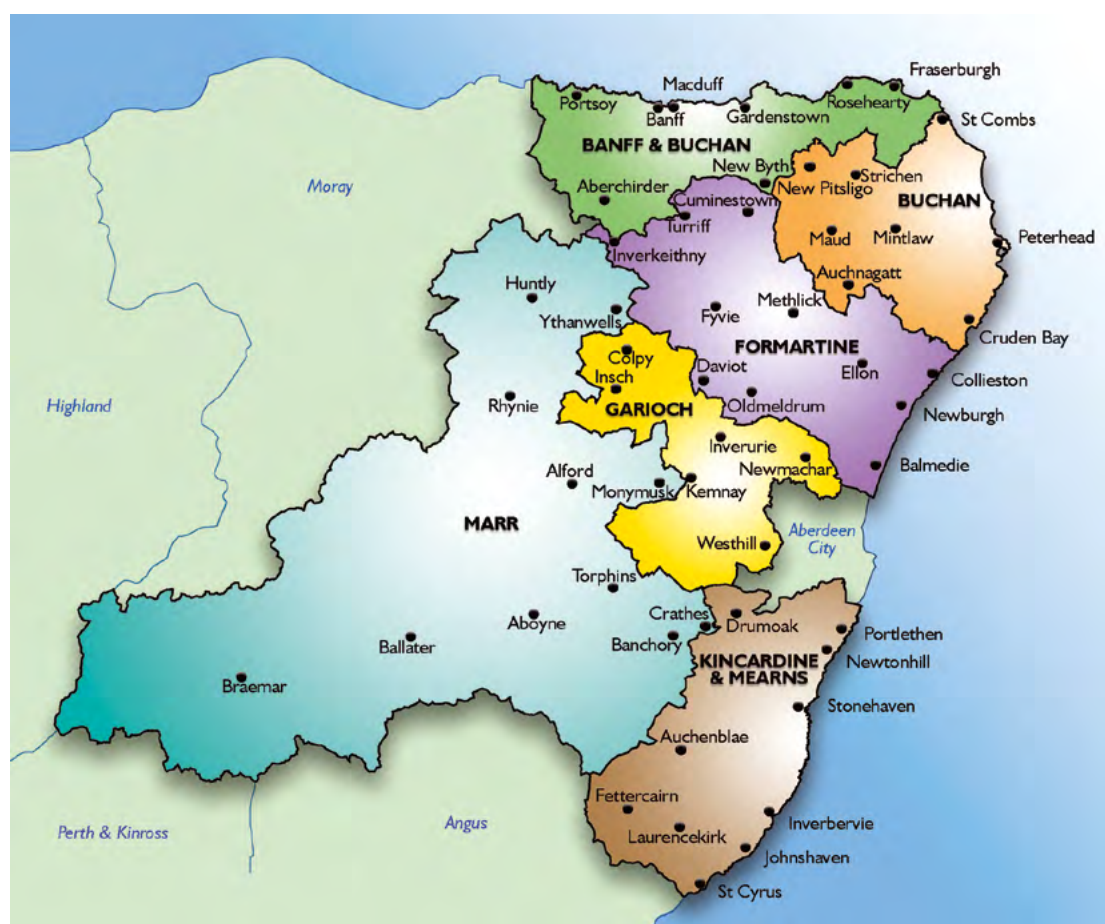 Fraserburgh
Macduff
Portsoy
Rosehearty
Banff
Gardenstown
St Combs
BANFF & BUCHAN
New Byth
Strichen
Moray
Aberchirder
New Pitsligo
BUCHAN
Cuminestown
Turriff
Maud
Mintlaw
Peterhead
Inverkeithny
Auchnagatt
Huntly
Methlick
Ythanwells
Fyvie
Cruden Bay
FORMARTINE
Colpy
Daviot
Ellon
Collieston
Insch
Highland
Rhynie
GARIOCH
Oldmeldrum
Newburgh
Inverurie
Newmachar
Balmedie
Alford
Monymusk
Kemnay
MARR
Aberdeen
City
Westhill
Torphins
Crathes
Aboyne
Drumoak
Portlethen
Ballater
Banchory
Newtonhill
KINCARDINE
& MEARNS
Braemar
Stonehaven
Auchenblae
Fettercairn
Inverbervie
Perth & Kinross
Angus
Laurencekirk
Johnshaven
St Cyrus